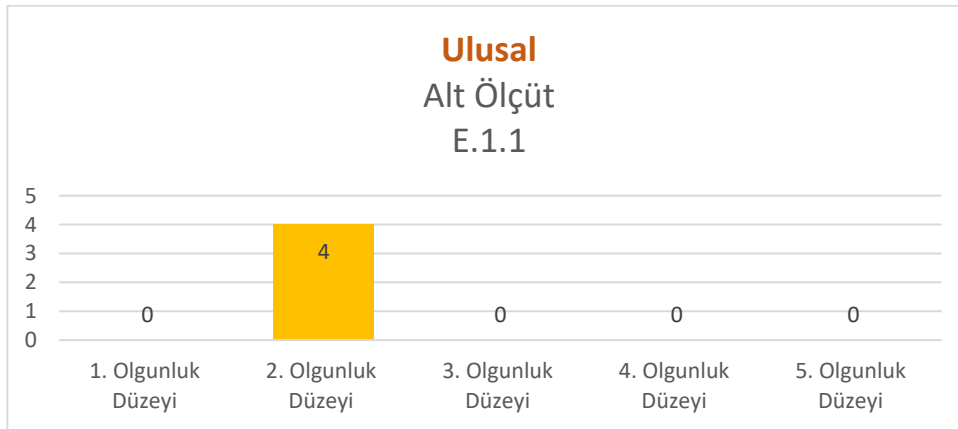 Ulusal
Alt Ölçüt
E.1.1
5
4
3
2
1
0
0
4
0
0
0
1. Olgunluk
Düzeyi
2. Olgunluk
Düzeyi
3. Olgunluk
Düzeyi
4. Olgunluk
Düzeyi
5. Olgunluk
Düzeyi